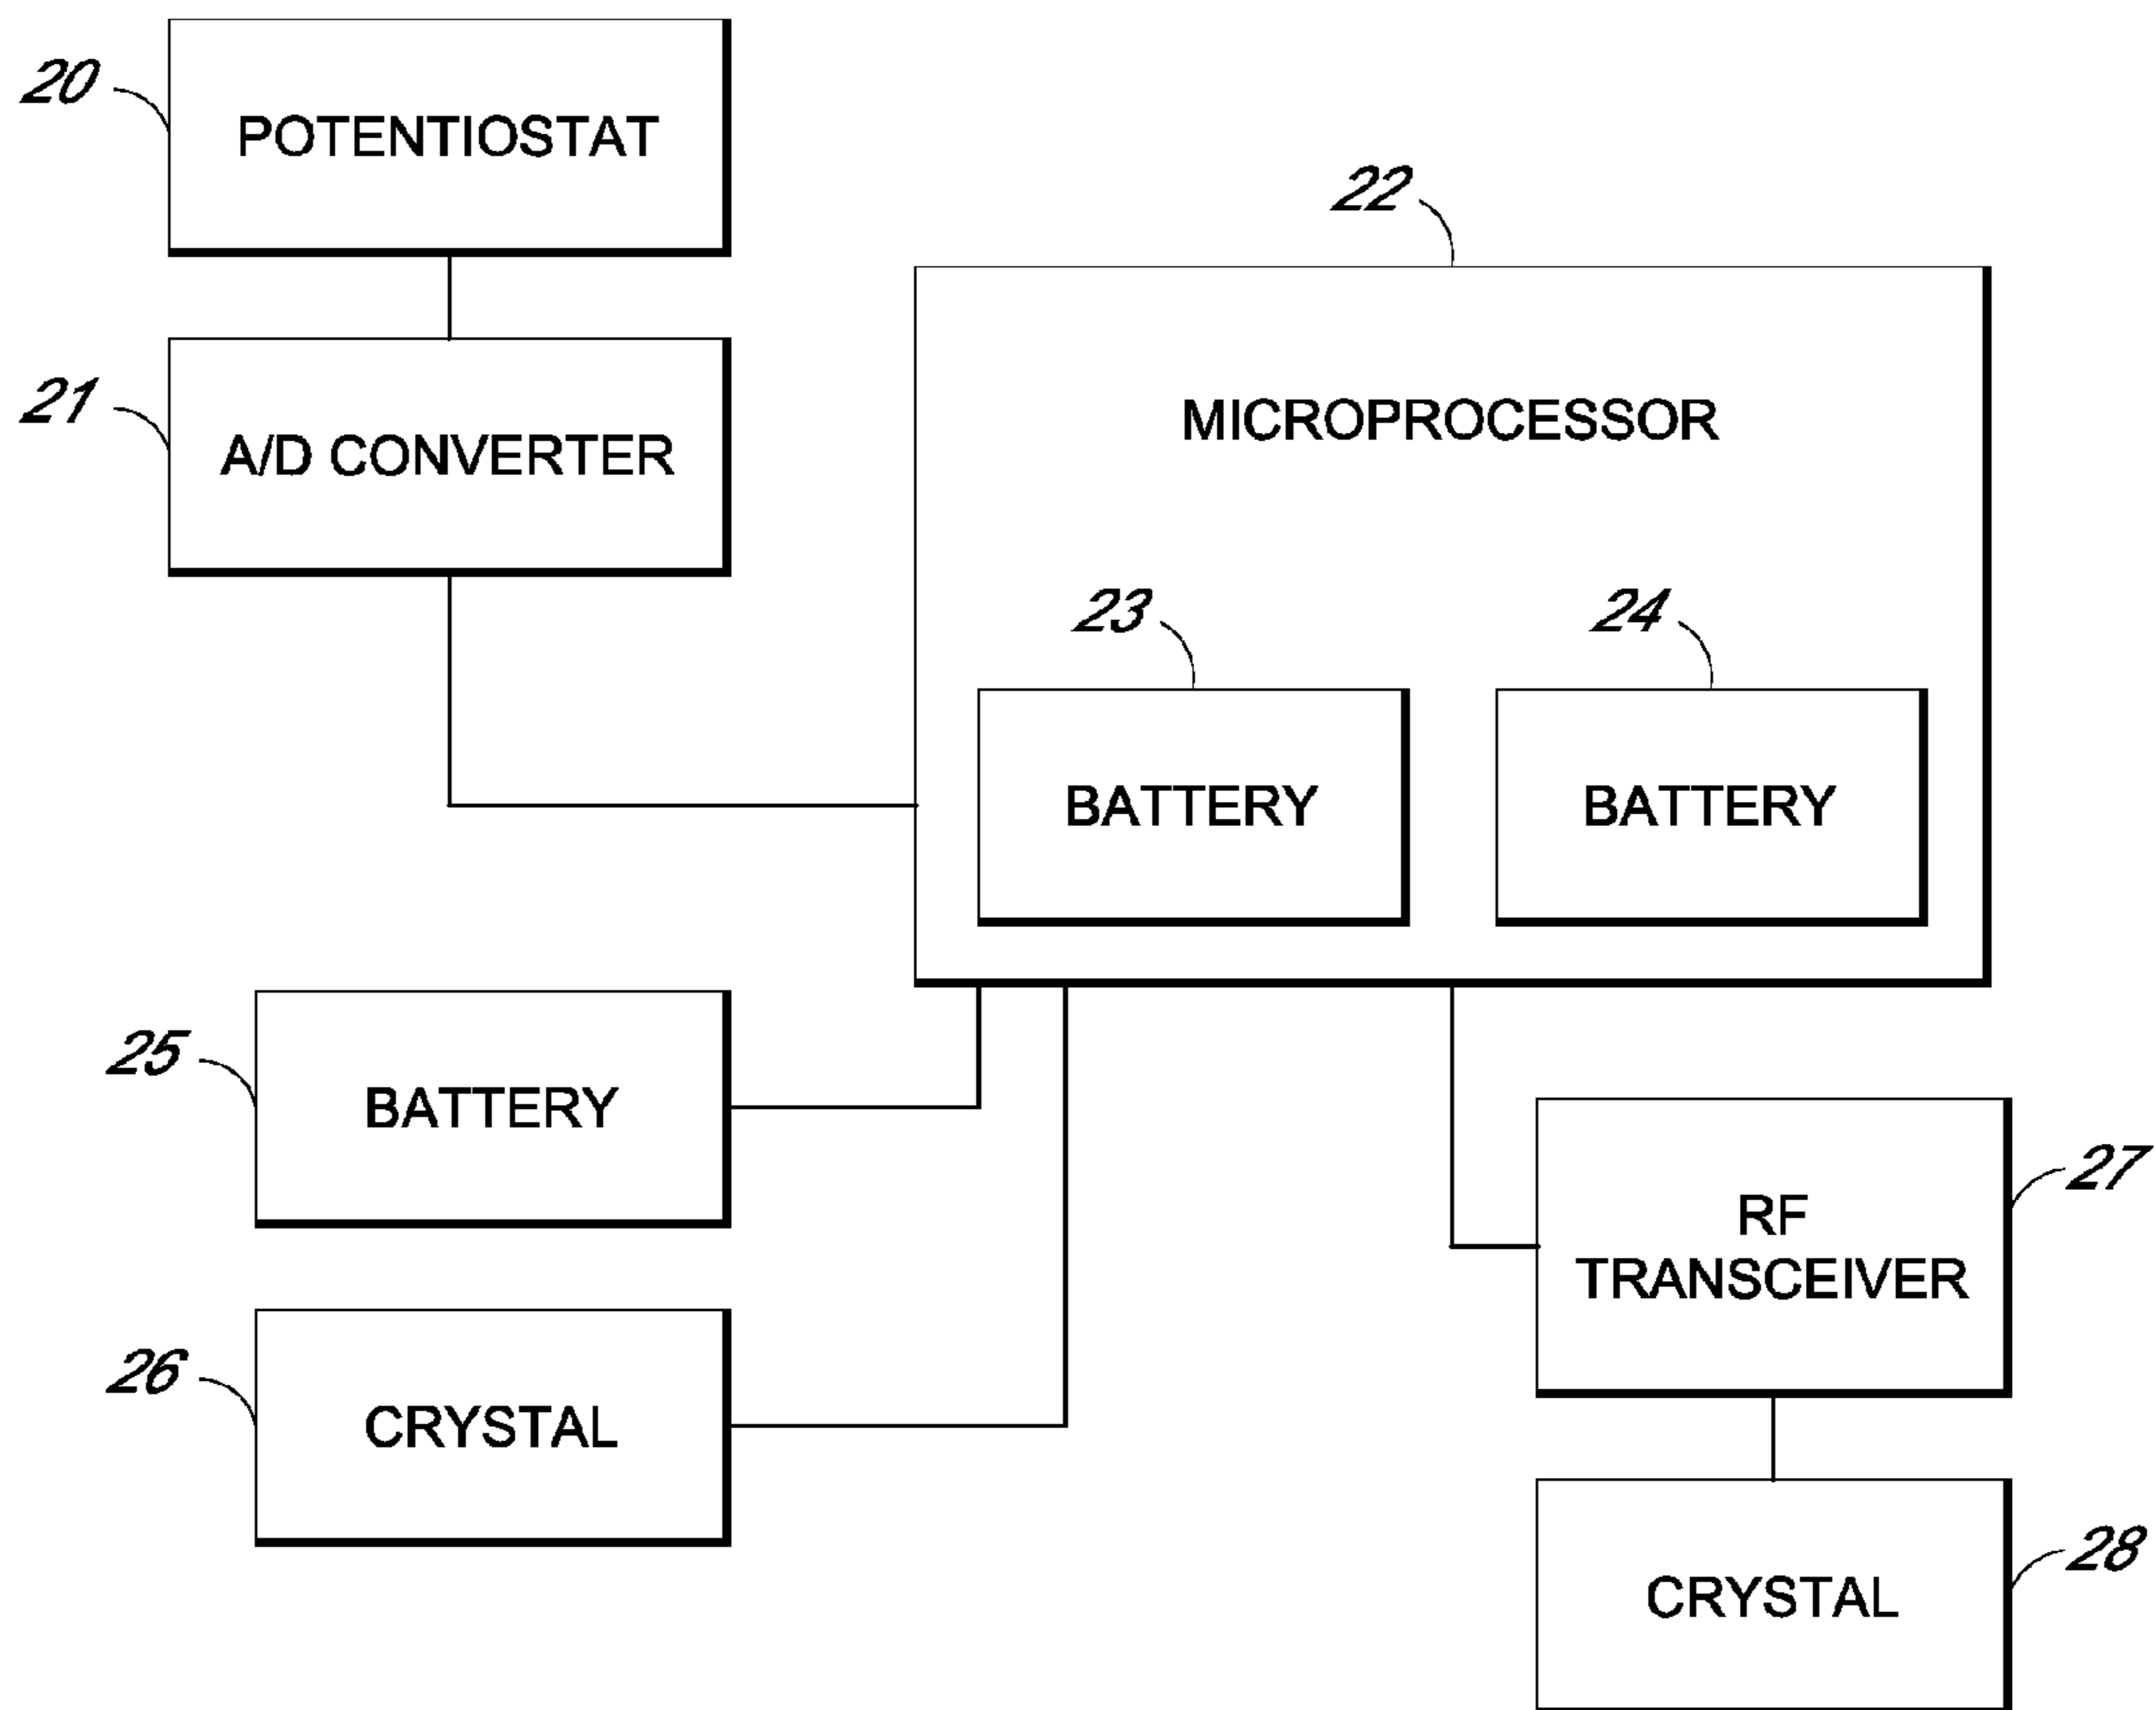 20
POTENTIOSTAT
21
A/D CONVERTER
22
MICROPROCESSOR
23
BATTERY
24
BATTERY
25
BATTERY
26
CRYSTAL
27
RF
TRANSCEIVER
28
CRYSTAL